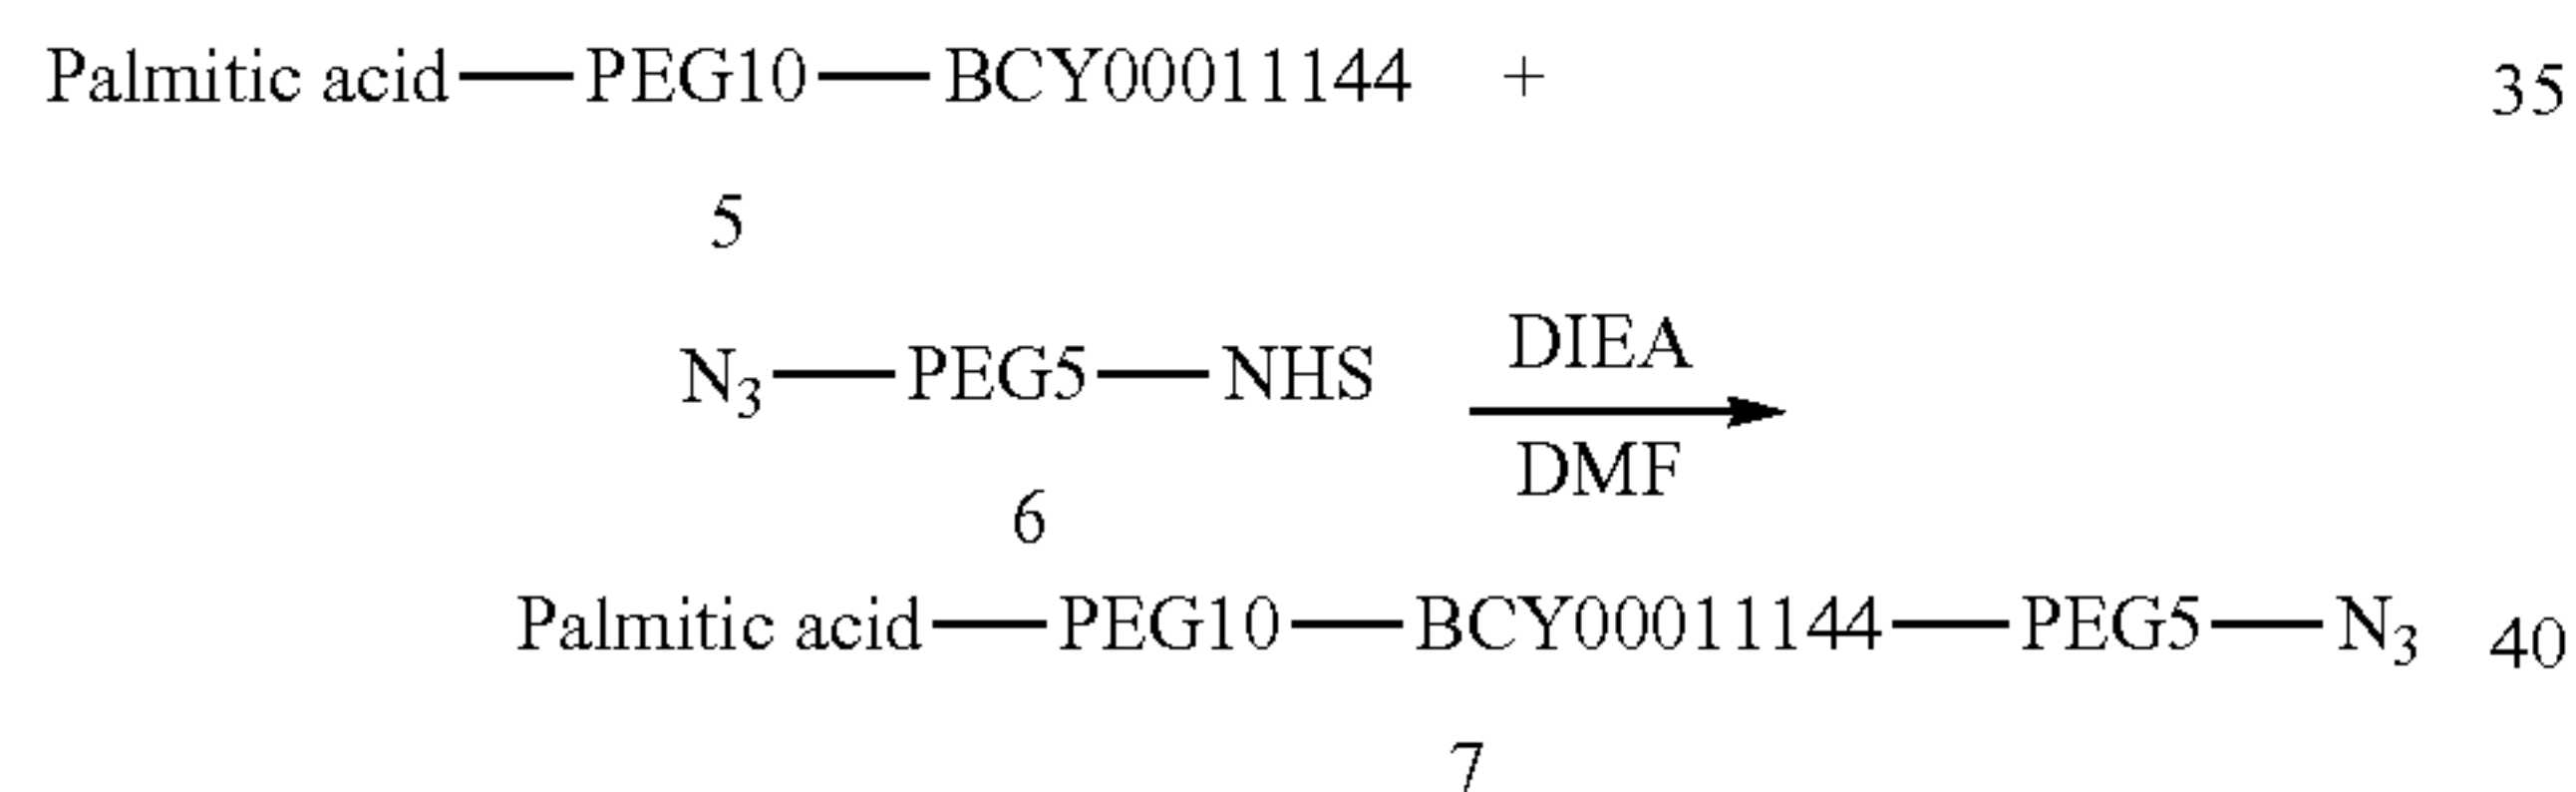 Palmitic acid—PEG10—BCY00011144 + 35
5
N₃—PEG5—NHS DIEA
DMF
6
Palmitic acid—PEG10—BCY00011144—PEG5—N₃ 40
7